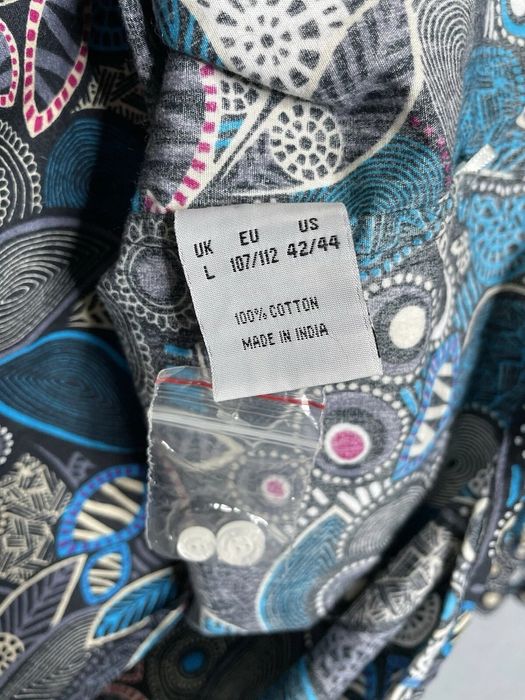 UK EU US
L 107/112 42/44
100% COTTON
MADE IN INDIA